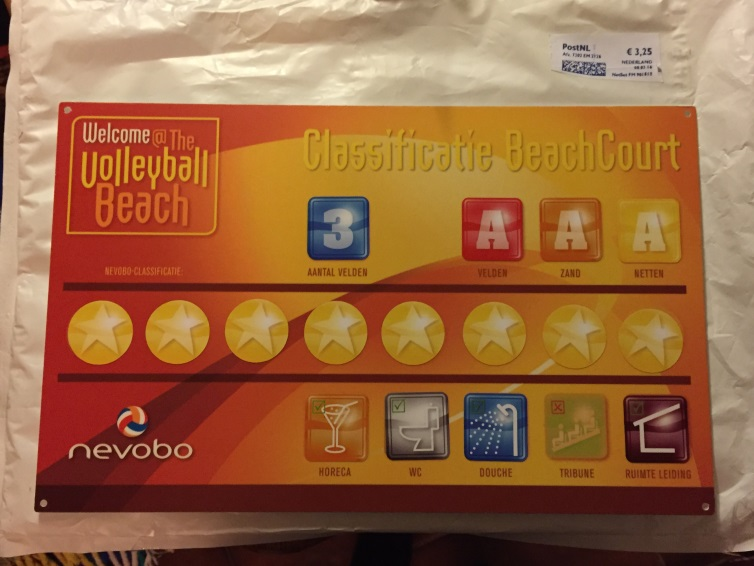 PostNL
€ 3,25
NEDERLAND
Welcome @ The
Volleyball
Beach
Classificatie BeachCourt
3
A
A
A
AANTAL VELDEN
VELDEN
ZAND
NETTEN
NEVOBO-CLASSIFICATIE:
nevobo
HORECA
WC
DOUCHE
TRIBUNE
RUIMTE LEIDING